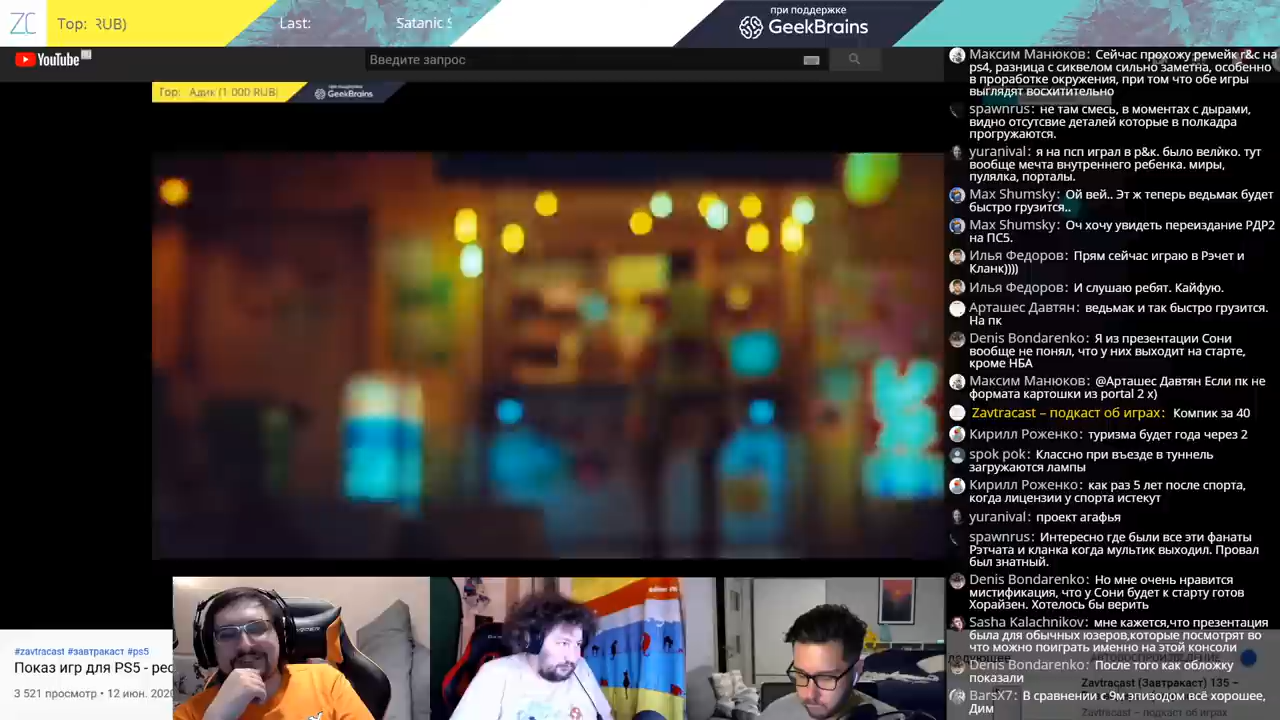 ZC
Top: RUB)
Last:
Satanic S
при поддержке
GeekBrains
YouTube RU
Введите запрос
Top: Адик (1 000 RUB)
при поддержке
GeekBrains
Максим Манюков: Сейчас прохожу ремейк r&c на
ps4, разница с сиквелом сильно заметна, особенно
в проработке окружения, при том что обе игры
выглядят восхитительно
spawnrus: не там смесь, в моментах с дырами,
видно отсутсвие деталей которые в полкадра
прогружаются.
yuranival: я на псп играл в р&к. было велико. тут
вообще мечта внутреннего ребенка. миры,
пулялка, порталы.
Max Shumsky: Ой вей.. Эт ж теперь ведьмак будет
быстро грузится..
Max Shumsky: Оч хочу увидеть переиздание РДР2
на ПС5.
Илья Федоров: Прям сейчас играю в Рэчет и
Кланк))))
Илья Федоров: И слушаю ребят. Кайфую.
Арташес Давтян: ведьмак и так быстро грузится.
На пк
Denis Bondarenko: Я из презентации Сони
вообще не понял, что у них выходит на старте,
кроме НБА
Максим Манюков: @Арташес Давтян Если пк не
формата картошки из portal 2 x)
Zavtracast – подкаст об играх: Компик за 40
Кирилл Роженко: туризма будет года через 2
spok pok: Классно при въезде в туннель
загружаются лампы
Кирилл Роженко: как раз 5 лет после спорта,
когда лицензии у спорта истекут
yuranival: проект агафья
spawnrus: Интересно где были все эти фанаты
Рэтчата и кланка когда мультик выходил. Провал
был знатный.
Denis Bondarenko: Но мне очень нравится
мистификация, что у Сони будет к старту готов
Хорайзен. Хотелось бы верить
Sasha Kalachnikov: мне кажется,что презентация
была для обычных юзеров,которые посмотрят во
что можно поиграть именно на этой консоли
Denis Bondarenko: После того как обложку
показали
BarsX7: В сравнении с 9м эпизодом всё хорошее,
Дим
#zavtracast #завтракаст #ps5
Показ игр для PS5 - рес
3 521 просмотр • 12 июн. 2020
Zavtracast (Завтракаст) 135 –
Zavtracast – подкаст об играх